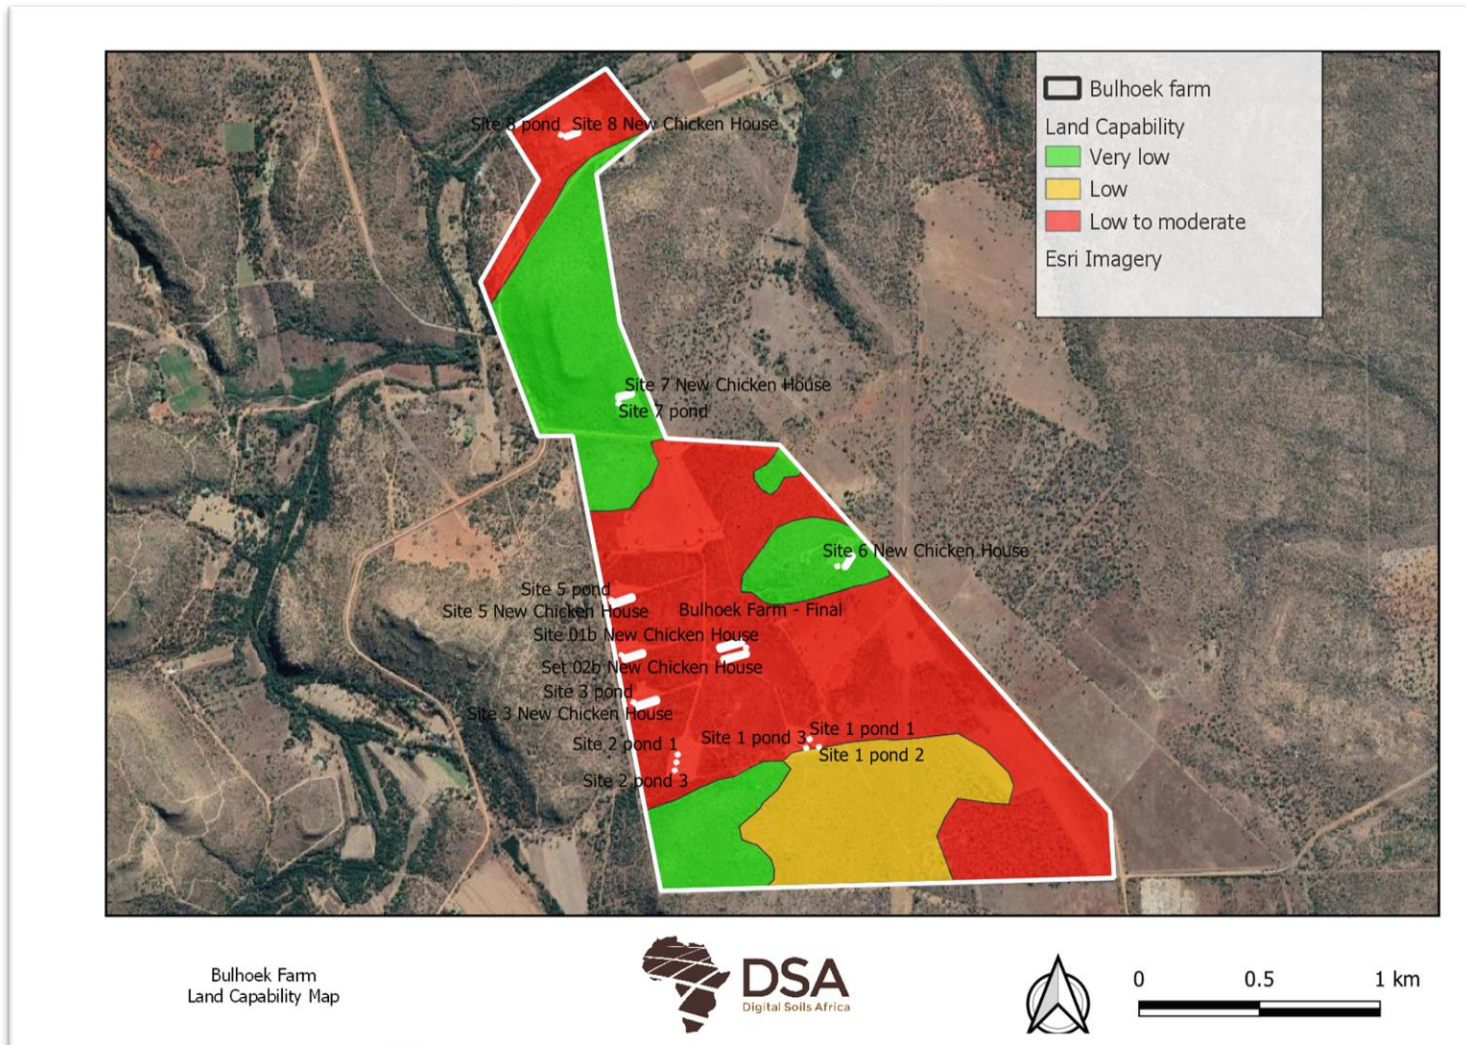 Bulhoek farm
Land Capability
Very low
Low
Low to moderate
Esri Imagery
Site 8 pond
Site 8 New Chicken House
Site 7 New Chicken House
Site 7 pond
Site 6 New Chicken House
Site 5 pond
Site 5 New Chicken House
Bulhoek Farm - Final
Site 01b New Chicken House
Set 02b New Chicken House
Site 3 pond
Site 3 New Chicken House
Site 1 pond 1
Site 1 pond 3
Site 2 pond 1
Site 1 pond 2
Site 2 pond 3
Bulhoek Farm
Land Capability Map
DSA
Digital Soils Africa
0 0.5 1 km